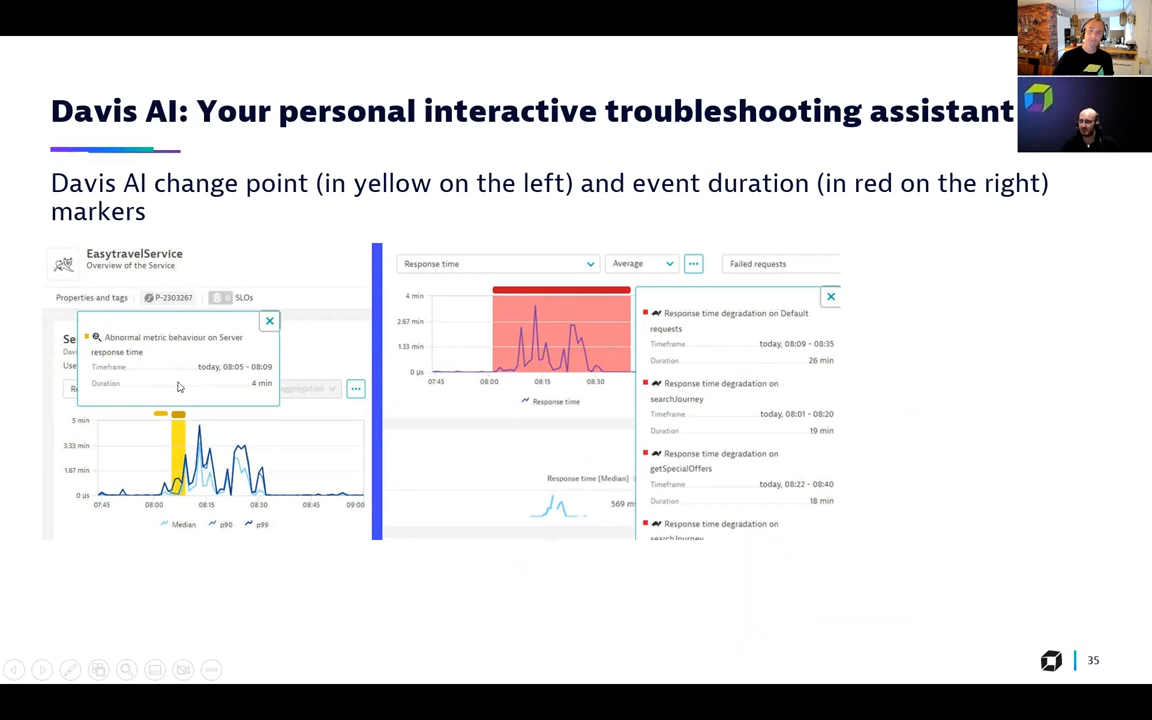 Davis AI: Your personal interactive troubleshooting assistant
Davis AI change point (in yellow on the left) and event duration (in red on the right)
markers
EasytravelService
Overview of the Service
Properties and tags
P-2303267
0
SLOs
Se
Abnormal metric behaviour on Server
response time
Use
Timeframe
today, 08:05 - 08:09
Duration
4 min
aggregation
5 min
3.33 min
1.67 min
0 µs
07:45
08:00
08:15
08:30
08:45
09:00
Median
p90
p99
Response time
Average
Failed requests
4 min
2.67 min
1.33 min
0 µs
07:45
08:00
08:15
08:30
Response time
Response time [Median]
569 m
Response time degradation on Default
requests
Timeframe
today, 08:09 - 08:35
Duration
26 min
Response time degradation on
searchJourney
Timeframe
today, 08:01 - 08:20
Duration
19 min
Response time degradation on
getSpecialOffers
Timeframe
today, 08:22 - 08:40
Duration
18 min
Response time degradation on
searchJourney
35